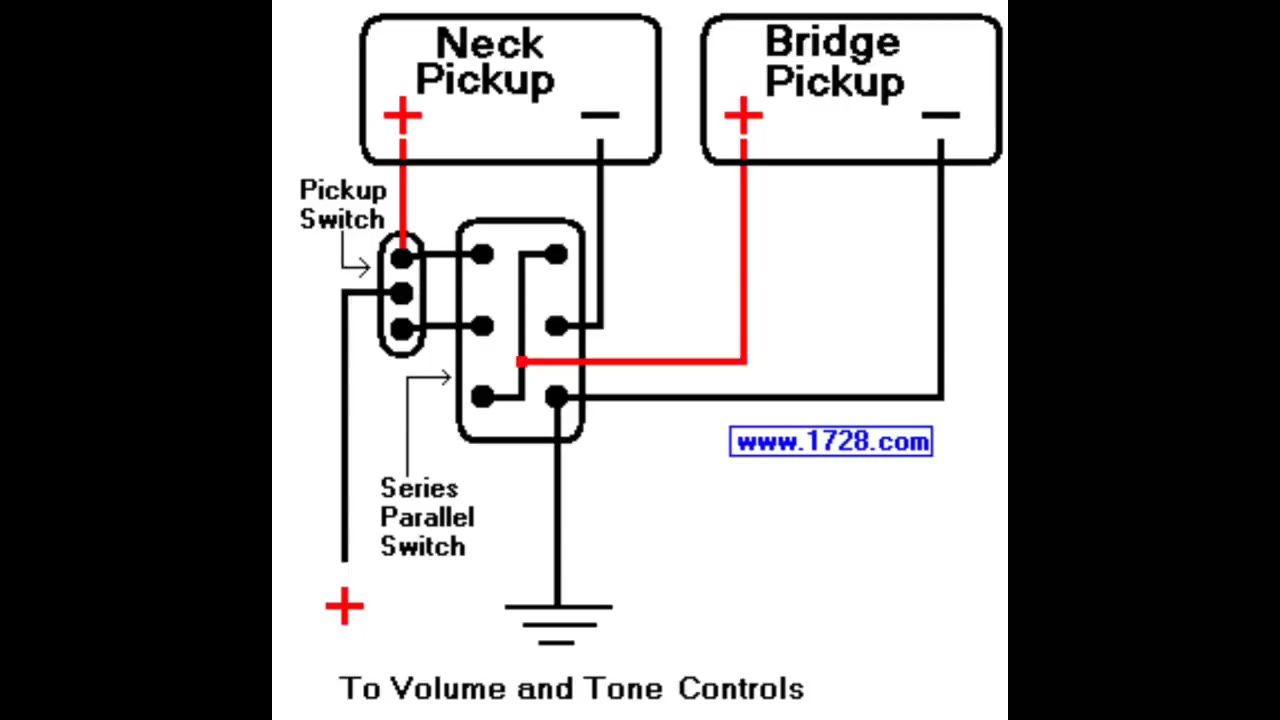 Neck
Pickup
+ −
Bridge
Pickup
+ −
Pickup
Switch
www.1728.com
Series
Parallel
Switch
+
To Volume and Tone Controls